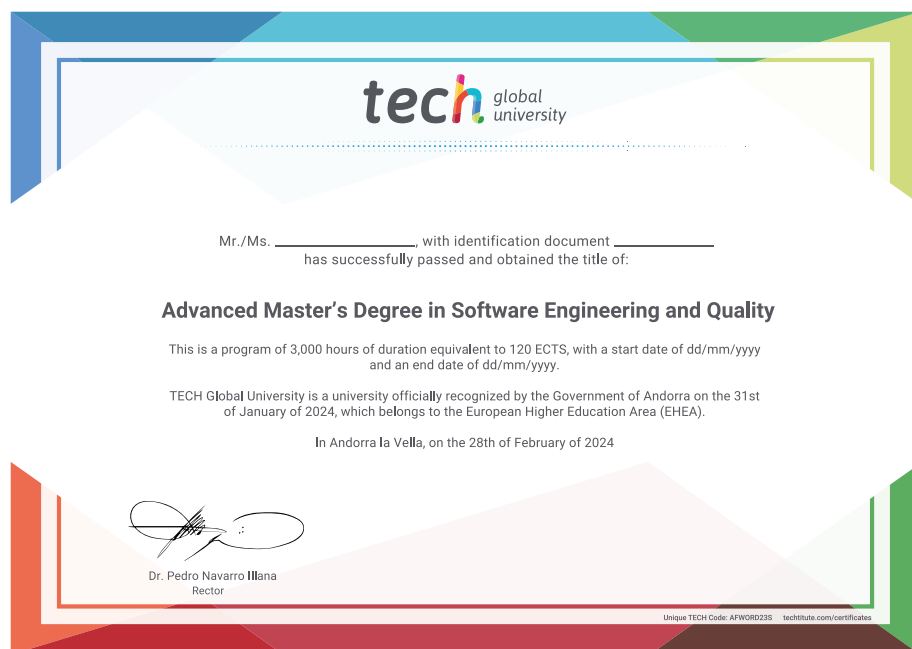 tech global
university
Mr./Ms. ____________, with identification document ____________
has successfully passed and obtained the title of:
Advanced Master’s Degree in Software Engineering and Quality
This is a program of 3,000 hours of duration equivalent to 120 ECTS, with a start date of dd/mm/yyyy
and an end date of dd/mm/yyyy.
TECH Global University is a university officially recognized by the Government of Andorra on the 31st
of January of 2024, which belongs to the European Higher Education Area (EHEA).
In Andorra la Vella, on the 28th of February of 2024
Dr. Pedro Navarro Illana
Rector
Unique TECH Code: AFWORD23S techtitute.com/certificates